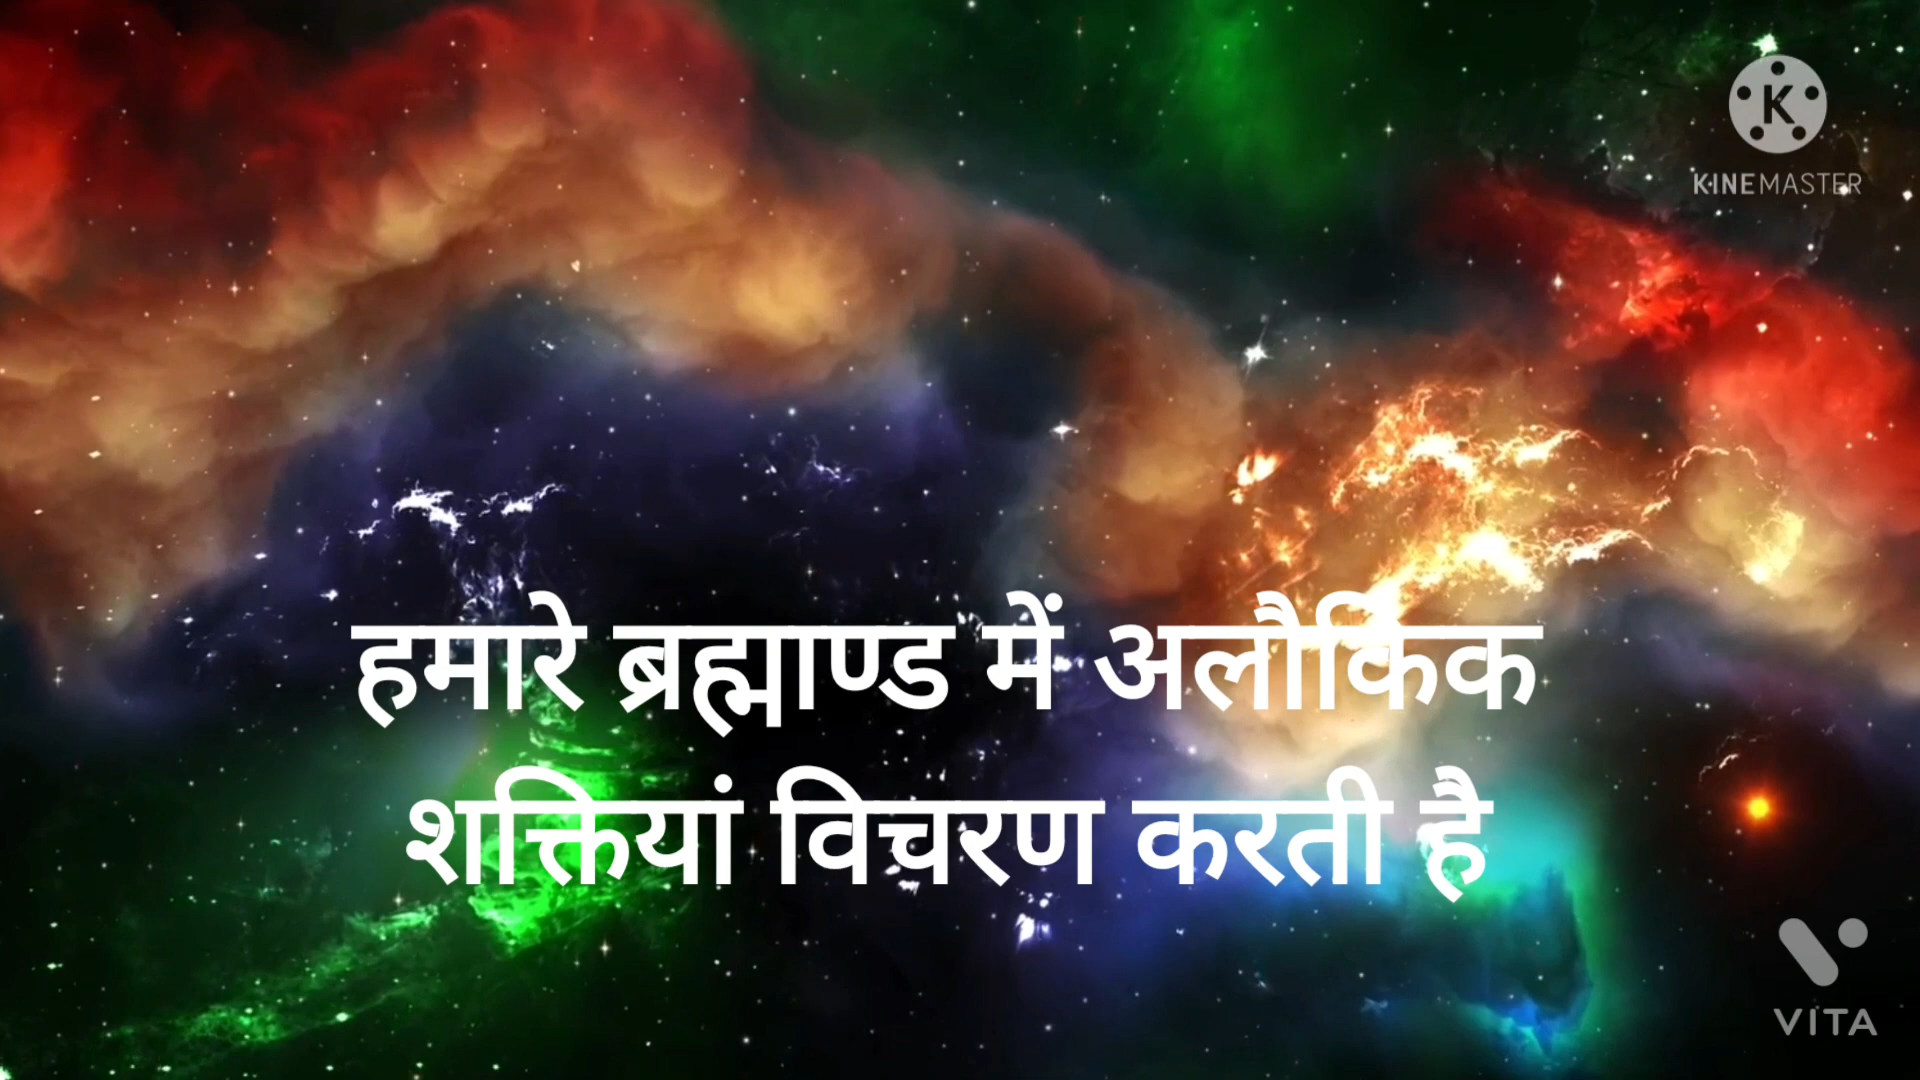 KINEMASTER
हमारे ब्रह्माण्ड में अलौकिक
शक्तियां विचरण करती है
VITA